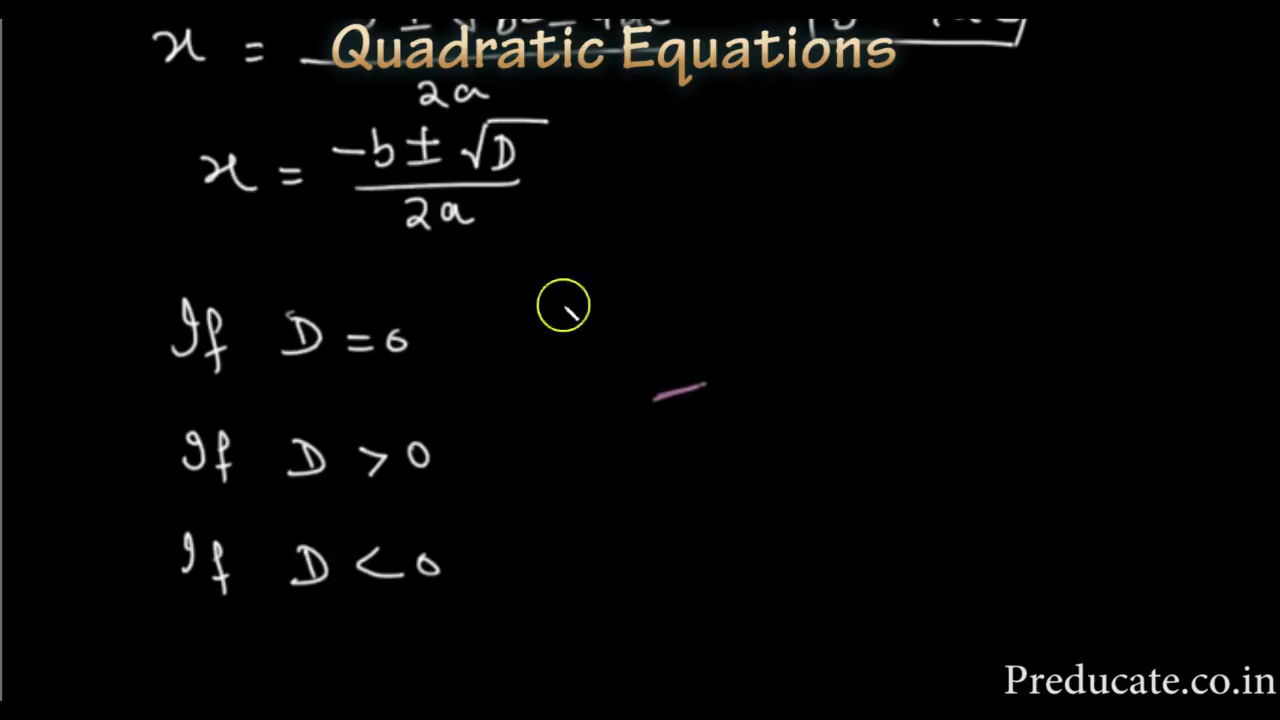 Quadratic Equations
x =
2a
x = -b ± √D
2a
If D = 0
If D > 0
If D < 0
Preducate.co.in